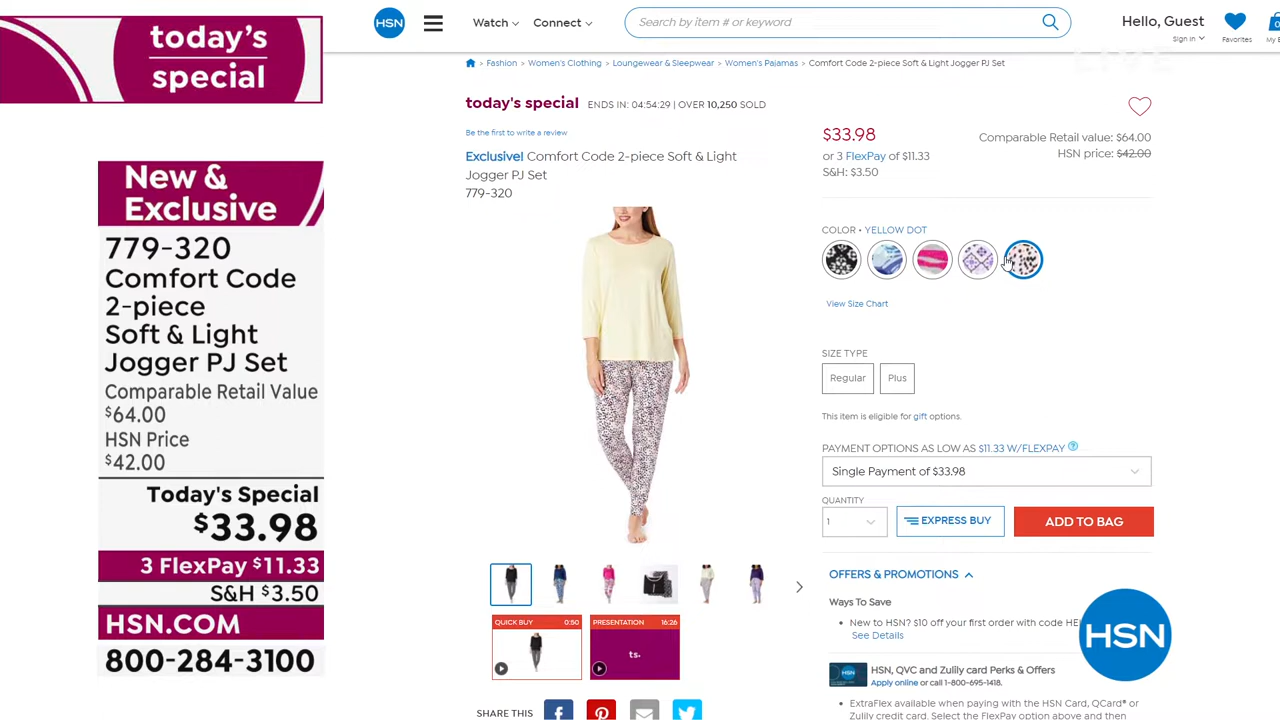 today's
special
New &
Exclusive
779-320
Comfort Code
2-piece
Soft & Light
Jogger PJ Set
Comparable Retail Value
$64.00
HSN Price
$42.00
Today's Special
$33.98
3 FlexPay $11.33
S&H $3.50
HSN.COM
800-284-3100
HSN
Watch
Connect
Search by item # or keyword
Hello, Guest
Sign In
Favorites
0
LIVE
Fashion > Women's Clothing > Loungewear & Sleepwear > Women's Pajamas > Comfort Code 2-piece Soft & Light Jogger PJ Set
today's special ENDS IN: 04:54:29 | OVER 10,250 SOLD
Be the first to write a review
Exclusive! Comfort Code 2-piece Soft & Light
Jogger PJ Set
779-320
QUICK BUY 0:50
PRESENTATION 16:26
ts.
SHARE THIS
$33.98
or 3 FlexPay of $11.33
S&H: $3.50
Comparable Retail value: $64.00
HSN price: $42.00
COLOR • YELLOW DOT
View Size Chart
SIZE TYPE
Regular
Plus
This item is eligible for gift options.
PAYMENT OPTIONS AS LOW AS $11.33 W/FLEXPAY ?
Single Payment of $33.98
QUANTITY
1
EXPRESS BUY
ADD TO BAG
OFFERS & PROMOTIONS
Ways To Save
• New to HSN? $10 off your first order with code
See Details
HSN, QVC and Zulily card Perks & Offers
Apply online or call 1-800-695-1418.
• ExtraFlex available when paying with the HSN Card, QCard® or
Zulily credit card. Select the FlexPay option above and then
HSN